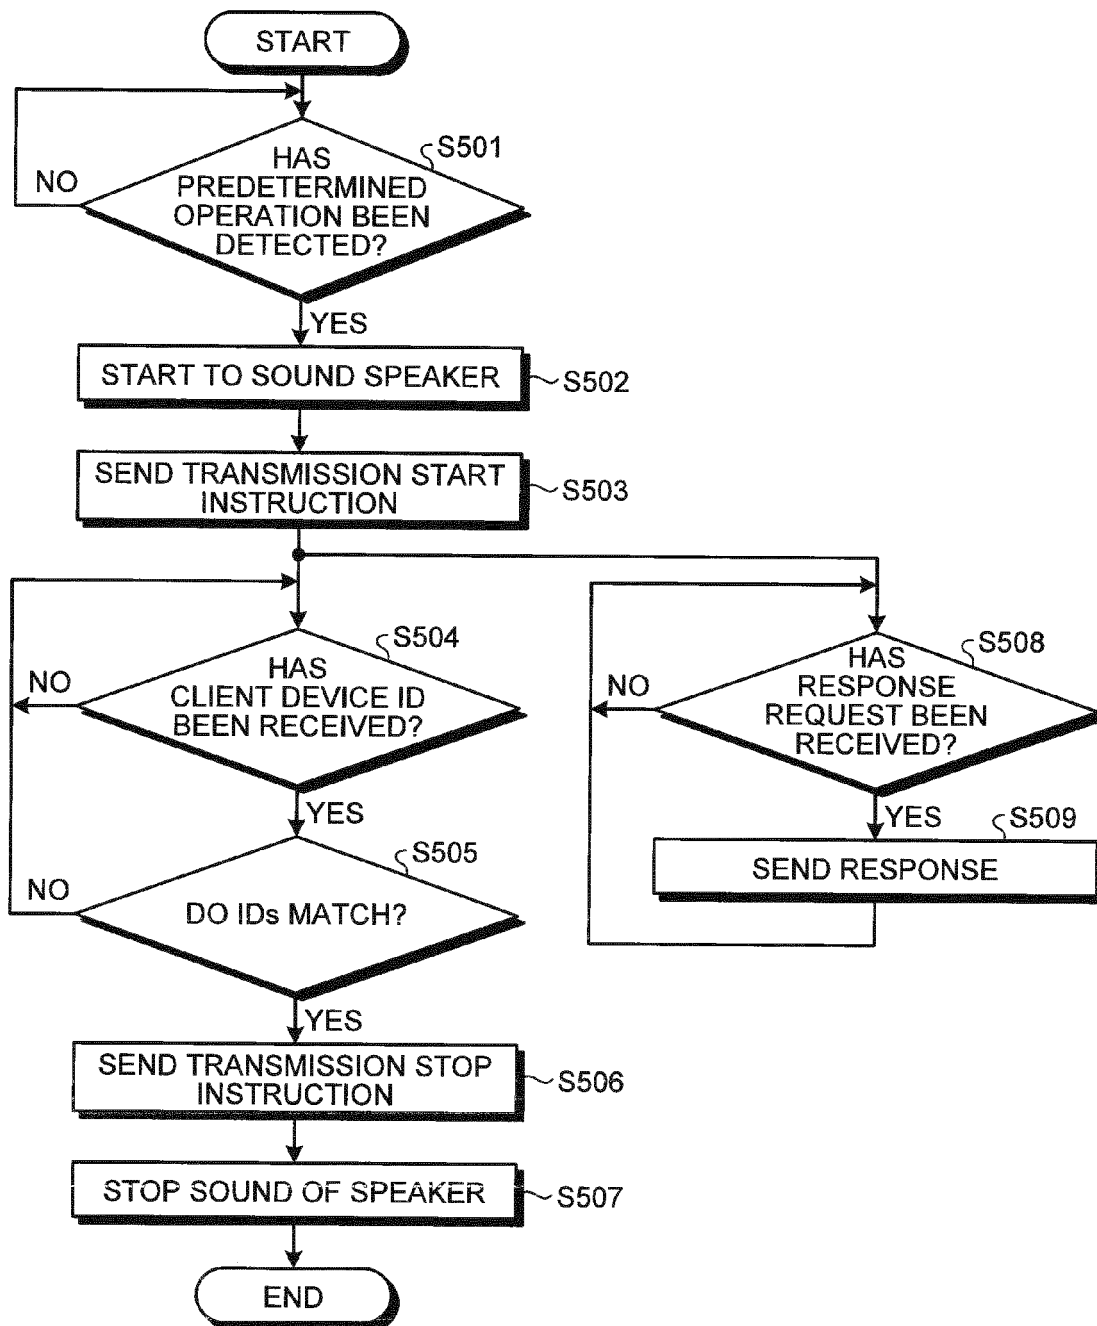 START
S501
HAS
PREDETERMINED
OPERATION BEEN
DETECTED?
NO
YES
START TO SOUND SPEAKER
S502
SEND TRANSMISSION START
INSTRUCTION
S503
S504
HAS
CLIENT DEVICE ID
BEEN RECEIVED?
NO
YES
S505
DO IDs MATCH?
NO
YES
SEND TRANSMISSION STOP
INSTRUCTION
S506
STOP SOUND OF SPEAKER
S507
END
S508
HAS
RESPONSE
REQUEST BEEN
RECEIVED?
NO
YES
S509
SEND RESPONSE